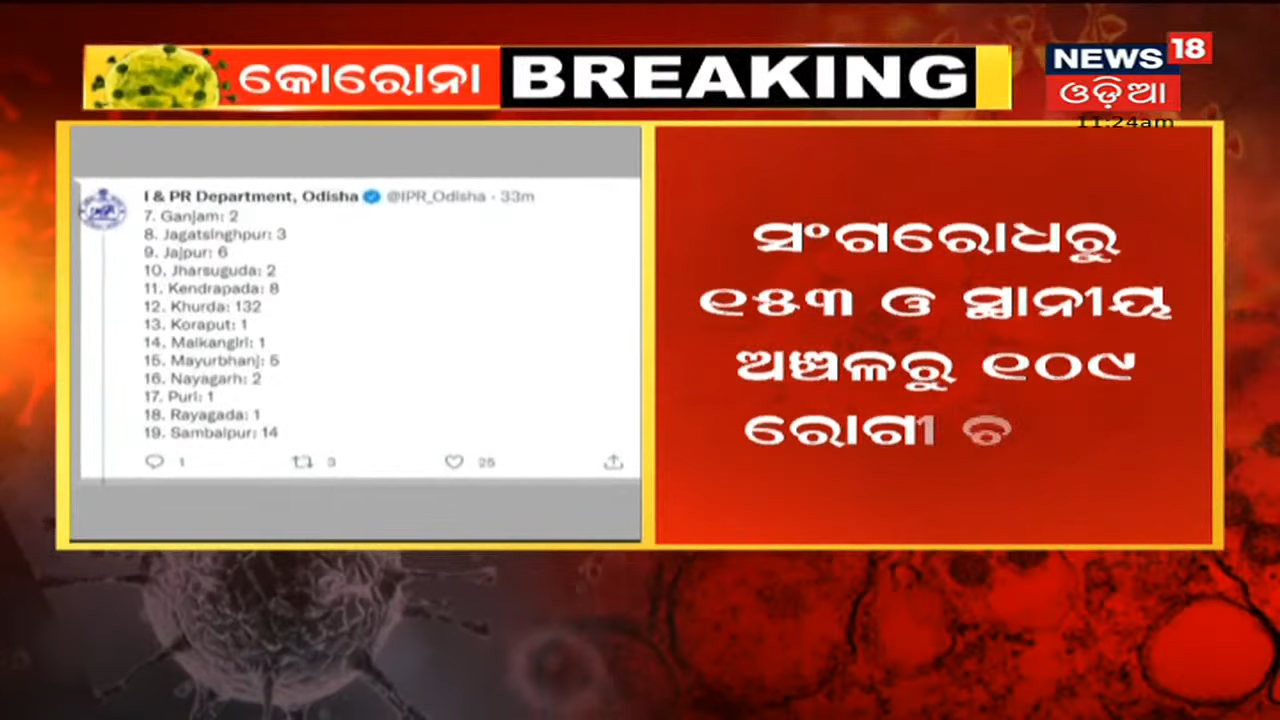 କୋରୋନା BREAKING
NEWS 18
ଓଡ଼ିଆ
11:24am
I & PR Department, Odisha @IPR_Odisha · 33m
7. Ganjam: 2
8. Jagatsinghpur: 3
9. Jajpur: 6
10. Jharsuguda: 2
11. Kendrapada: 8
12. Khurda: 132
13. Koraput: 1
14. Malkangiri: 1
15. Mayurbhanj: 5
16. Nayagarh: 2
17. Puri: 1
18. Rayagada: 1
19. Sambalpur: 14
1 3 25
ସଂଗରୋଧରୁ
୧୫୩ ଓ ସ୍ଥାନୀୟ
ଅଞ୍ଚଳରୁ ୧୦୯
ରୋଗୀ ଚ